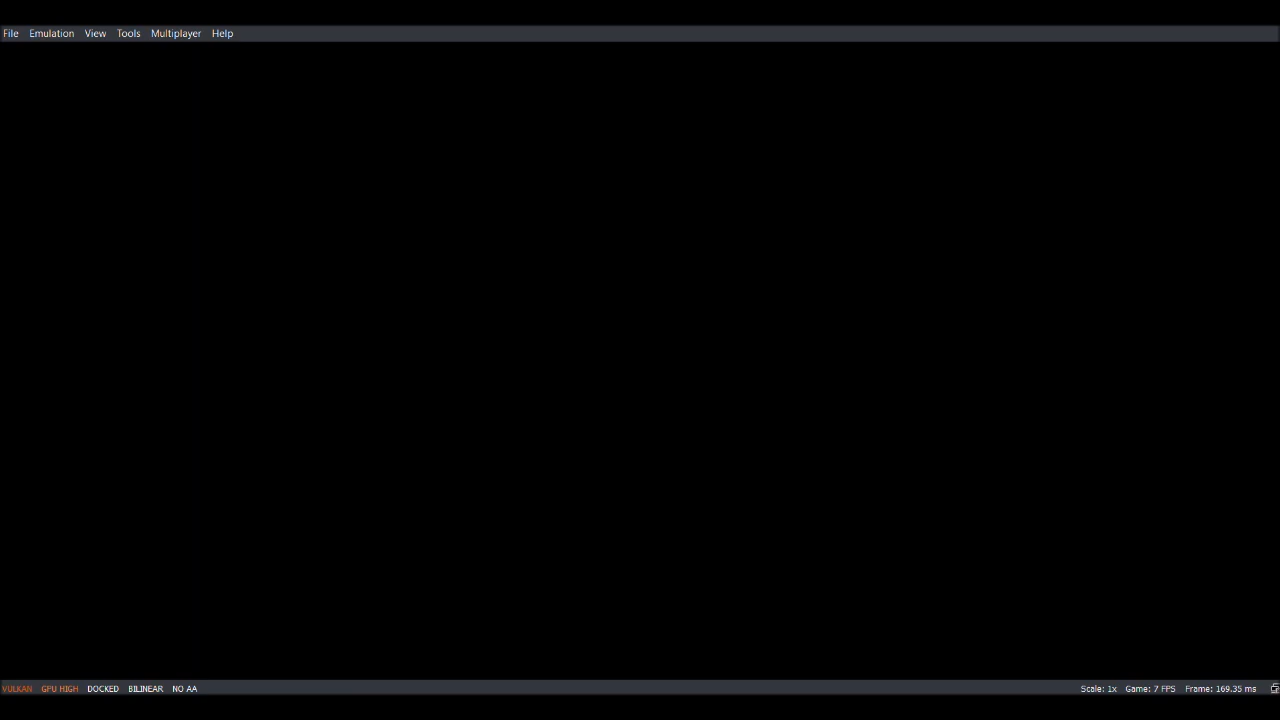 File Emulation View Tools Multiplayer Help
VULKAN GPU HIGH DOCKED BILINEAR NO AA Scale: 1x Game: 7 FPS Frame: 169.35 ms